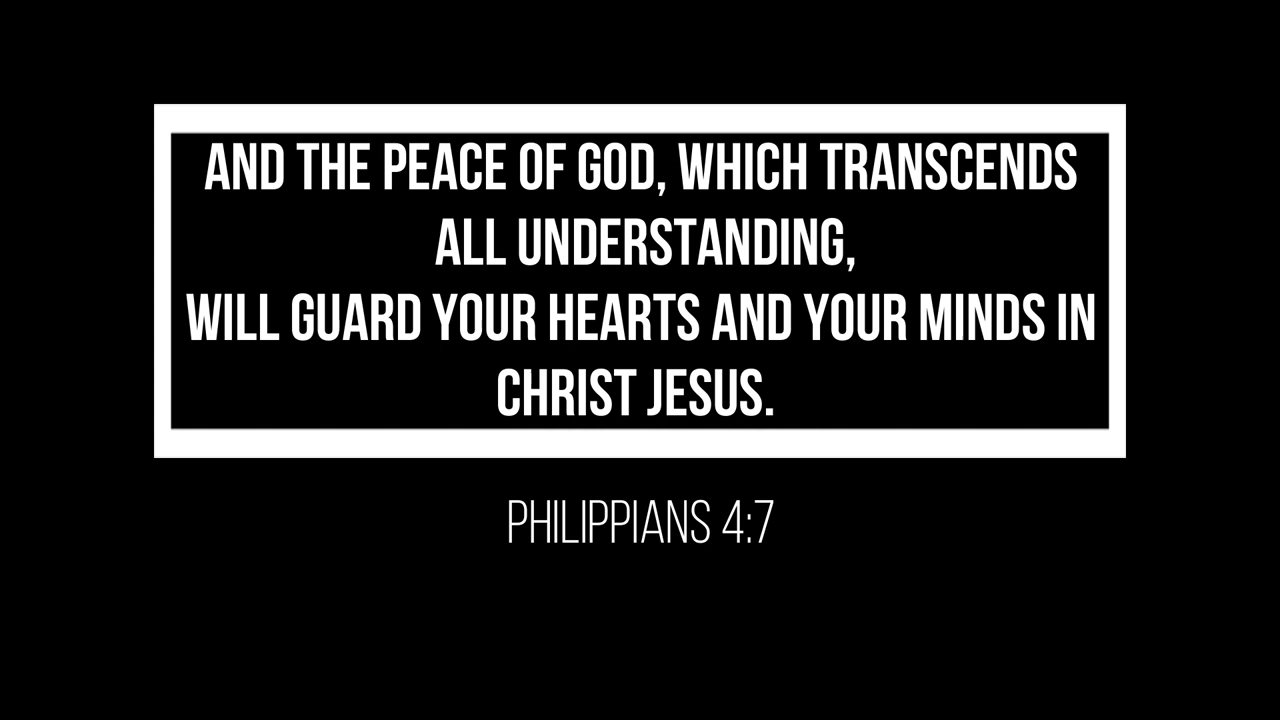 AND THE PEACE OF GOD, WHICH TRANSCENDS
ALL UNDERSTANDING,
WILL GUARD YOUR HEARTS AND YOUR MINDS IN
CHRIST JESUS.
PHILIPPIANS 4:7